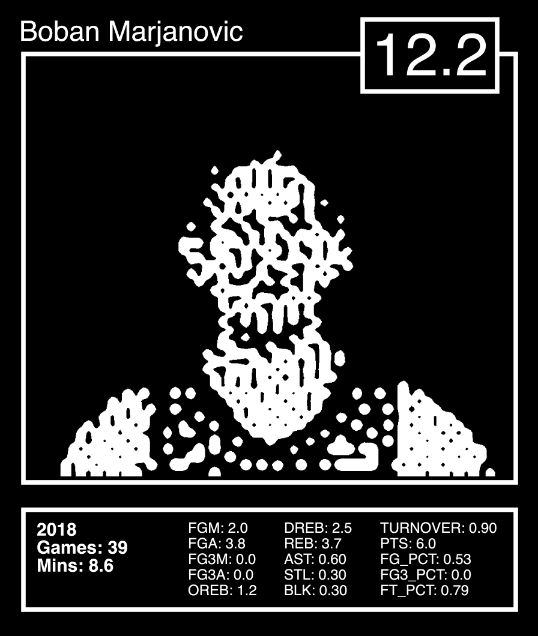 Boban Marjanovic
12.2
2018
Games: 39
Mins: 8.6
FGM: 2.0
FGA: 3.8
FG3M: 0.0
FG3A: 0.0
OREB: 1.2
DREB: 2.5
REB: 3.7
AST: 0.60
STL: 0.30
BLK: 0.30
TURNOVER: 0.90
PTS: 6.0
FG_PCT: 0.53
FG3_PCT: 0.0
FT_PCT: 0.79